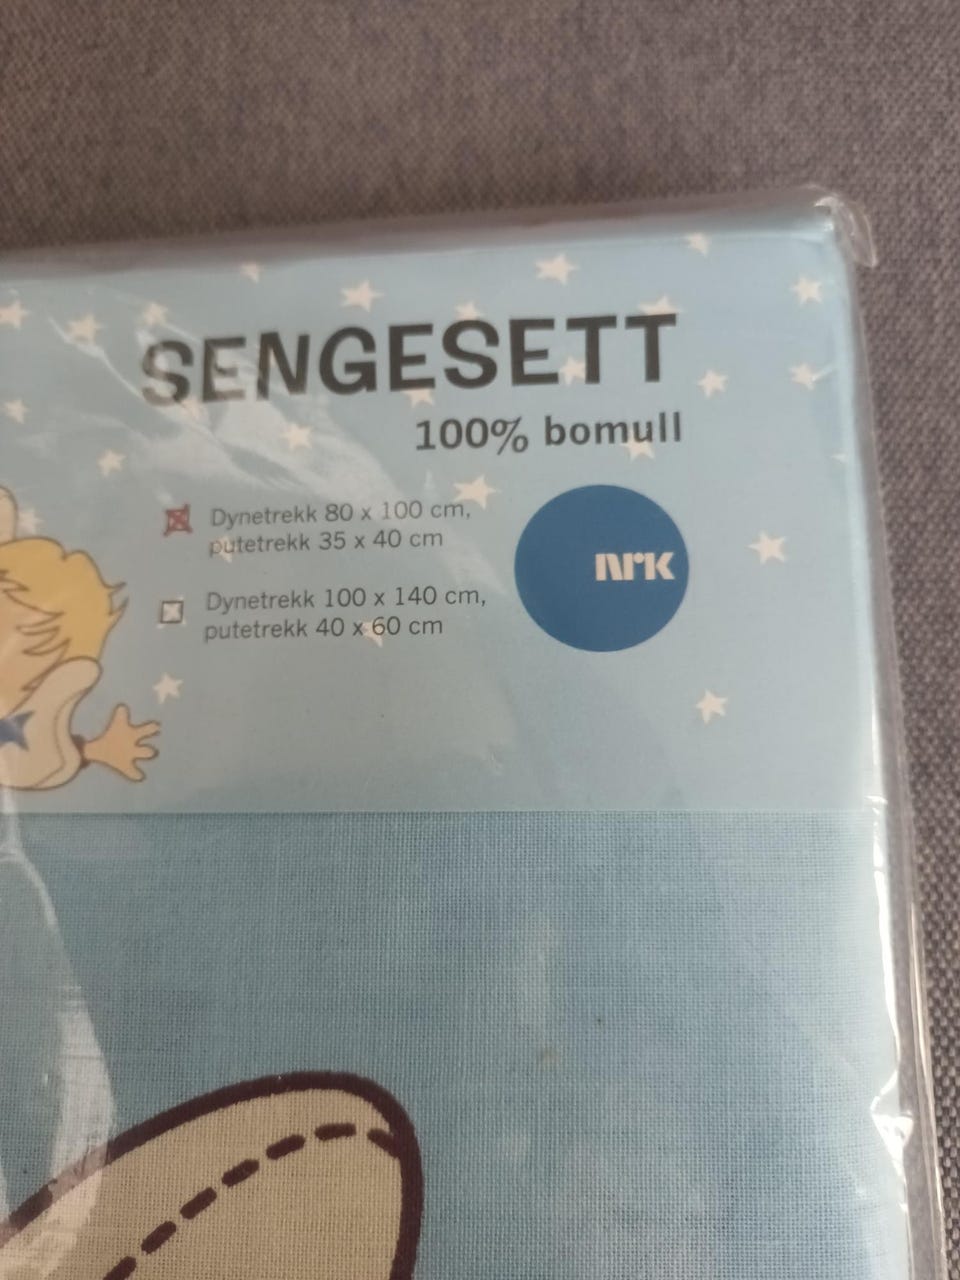 SENGESETT
100% bomull
Dynetrekk 80 x 100 cm,
putetrekk 35 x 40 cm
Dynetrekk 100 x 140 cm,
putetrekk 40 x 60 cm
NRK